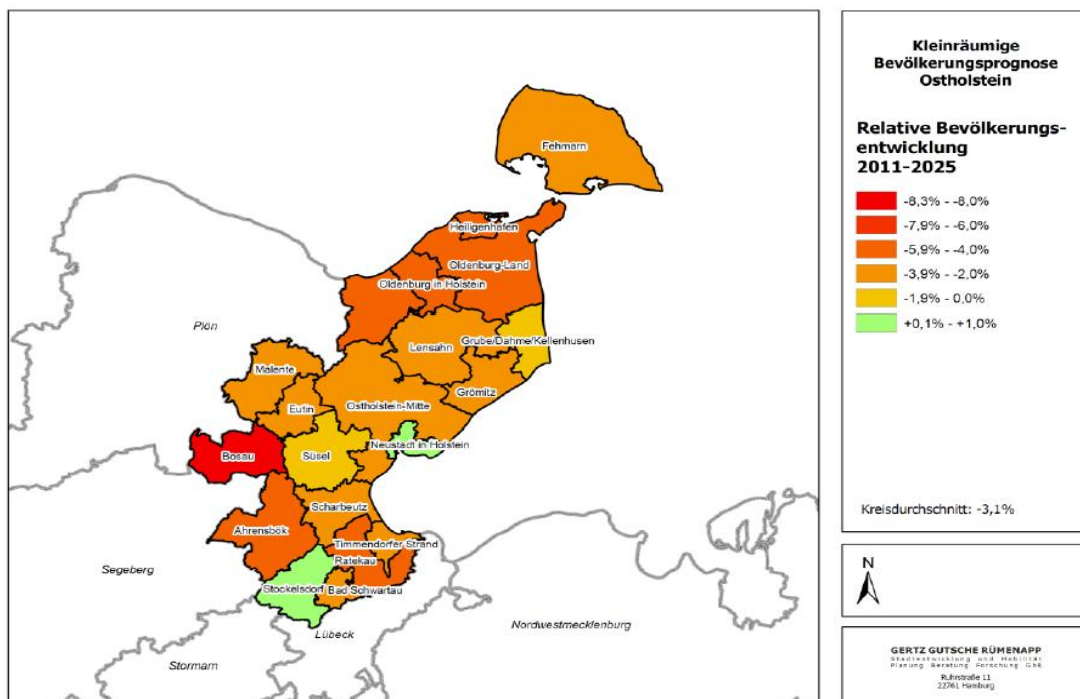 Fehmarn
Heiligenhafen
Oldenburg-Land
Oldenburg in Holstein
Plön
Grube/Dahme/Kellenhusen
Lensahn
Malente
Grömitz
Eutin
Ostholstein-Mitte
Neustadt in Holstein
Bosau
Süsel
Scharbeutz
Ahrensbök
Timmendorfer Strand
Ratekau
Segeberg
Stockelsdorf
Bad Schwartau
Lübeck
Nordwestmecklenburg
Stormarn
Kleinräumige
Bevölkerungsprognose
Ostholstein
Relative Bevölkerungs-
entwicklung
2011-2025
-8,3% - -8,0%
-7,9% - -6,0%
-5,9% - -4,0%
-3,9% - -2,0%
-1,9% - 0,0%
+0,1% - +1,0%
Kreisdurchschnitt: -3,1%
N
GERTZ GUTSCHE RÜMENAPP
Stadtentwicklung und Mobilität
Planung Beratung Forschung GbR
Ruhrstraße 11
22761 Hamburg